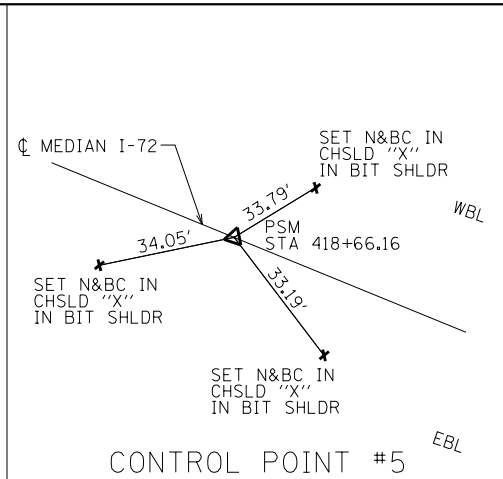 ℄ MEDIAN I-72
SET N&BC IN
CHSLD "X"
IN BIT SHLDR
33.79'
WBL
PSM
STA 418+66.16
34.05'
33.19'
SET N&BC IN
CHSLD "X"
IN BIT SHLDR
SET N&BC IN
CHSLD "X"
IN BIT SHLDR
EBL
CONTROL POINT #5